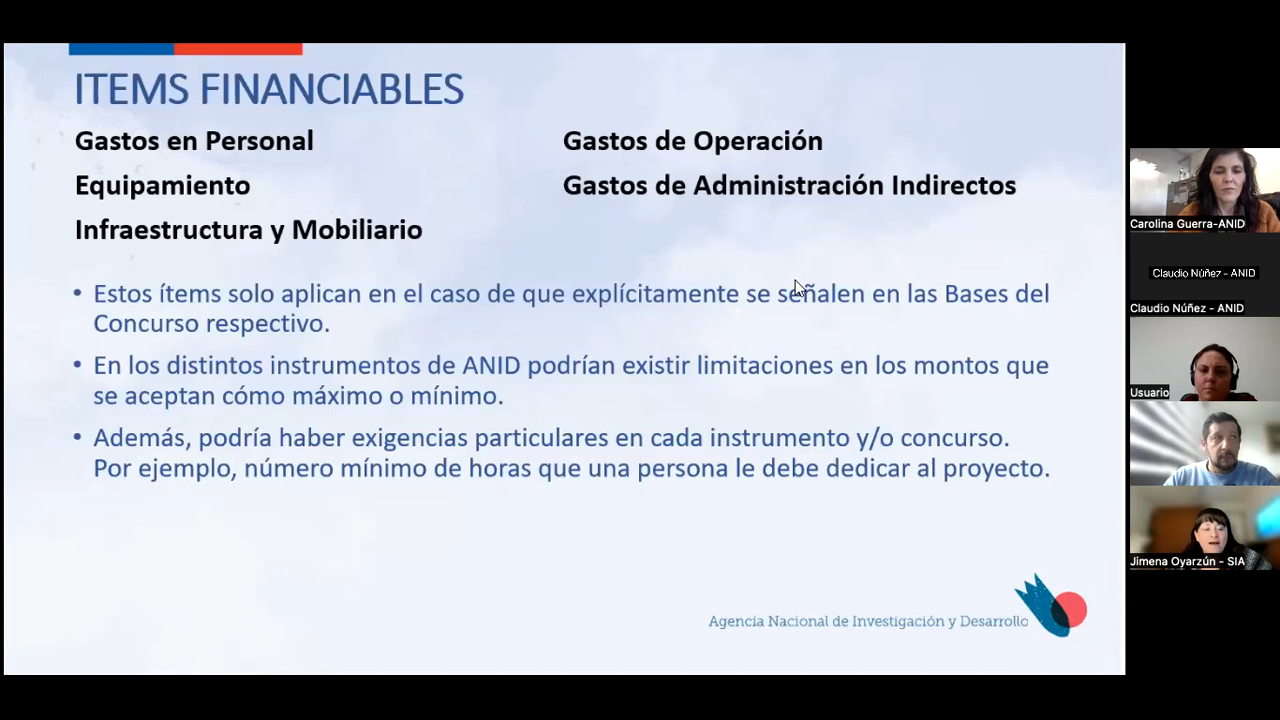 ITEMS FINANCIABLES
Gastos en Personal
Gastos de Operación
Equipamiento
Gastos de Administración Indirectos
Infraestructura y Mobiliario
• Estos ítems solo aplican en el caso de que explícitamente se señalen en las Bases del
Concurso respectivo.
• En los distintos instrumentos de ANID podrían existir limitaciones en los montos que
se aceptan cómo máximo o mínimo.
• Además, podría haber exigencias particulares en cada instrumento y/o concurso.
Por ejemplo, número mínimo de horas que una persona le debe dedicar al proyecto.
Agencia Nacional de Investigación y Desarrollo
Carolina Guerra-ANID
Claudio Núñez - ANID
Claudio Núñez - ANID
Usuario
Jimena Oyarzún - SIA